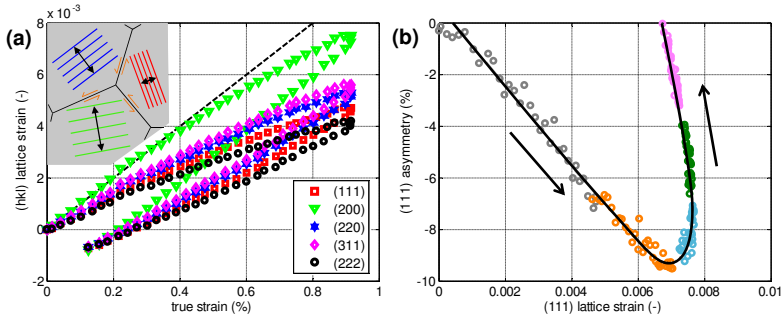 (a)
× 10⁻³
8
6
4
2
0
-2
(hkl) lattice strain (-)
0 0.2 0.4 0.6 0.8 1
true strain (%)
(111)
(200)
(220)
(311)
(222)
(b)
0
-2
-4
-6
-8
-10
(111) asymmetry (%)
0 0.002 0.004 0.006 0.008 0.01
(111) lattice strain (-)